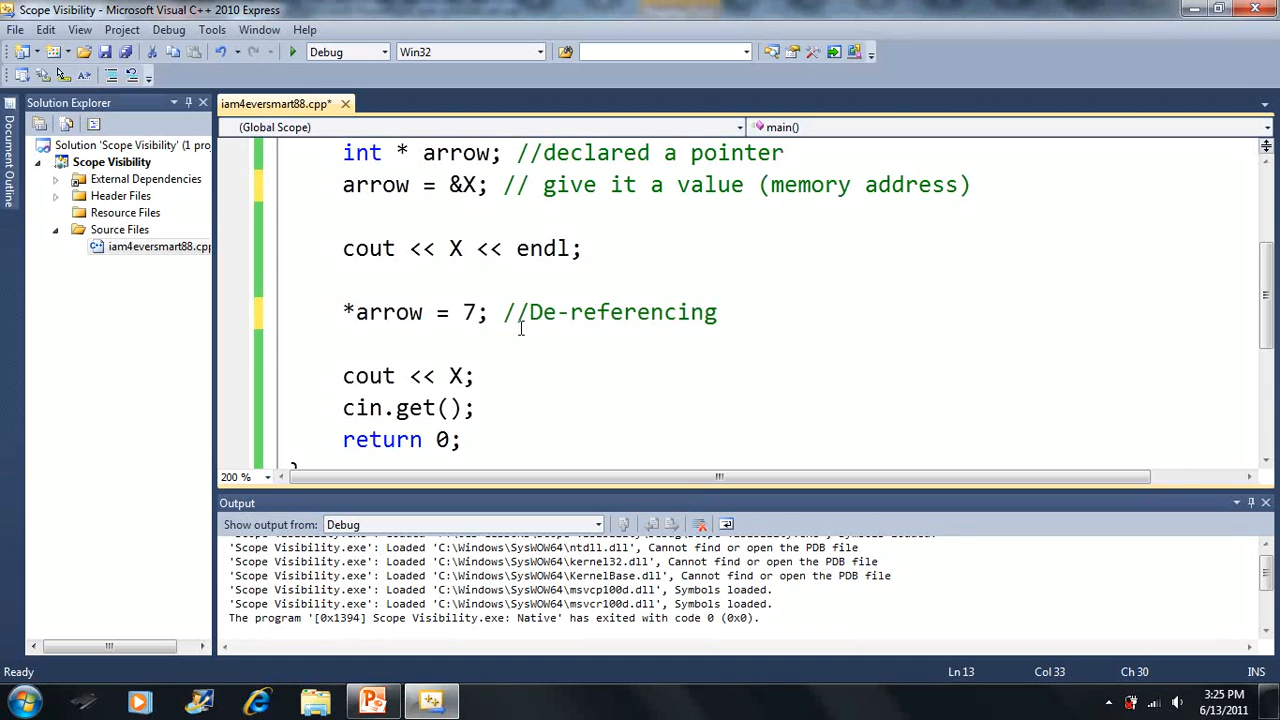 Scope Visibility - Microsoft Visual C++ 2010 Express
File Edit View Project Debug Tools Window Help
Debug Win32
Solution Explorer
iam4eversmart88.cpp*
Document Outline
(Global Scope)
main()
Solution 'Scope Visibility' (1 pro
Scope Visibility
External Dependencies
Header Files
Resource Files
Source Files
iam4eversmart88.cpp
int * arrow; //declared a pointer
arrow = &X; // give it a value (memory address)
cout << X << endl;
*arrow = 7; //De-referencing
cout << X;
cin.get();
return 0;
200 %
Output
Show output from: Debug
'Scope Visibility.exe': Loaded 'C:\Windows\SysWOW64\ntdll.dll', Cannot find or open the PDB file
'Scope Visibility.exe': Loaded 'C:\Windows\SysWOW64\kernel32.dll', Cannot find or open the PDB file
'Scope Visibility.exe': Loaded 'C:\Windows\SysWOW64\KernelBase.dll', Cannot find or open the PDB file
'Scope Visibility.exe': Loaded 'C:\Windows\SysWOW64\msvcp100d.dll', Symbols loaded.
'Scope Visibility.exe': Loaded 'C:\Windows\SysWOW64\msvcr100d.dll', Symbols loaded.
The program '[0x1394] Scope Visibility.exe: Native' has exited with code 0 (0x0).
Ready Ln 13 Col 33 Ch 30 INS
3:25 PM
6/13/2011